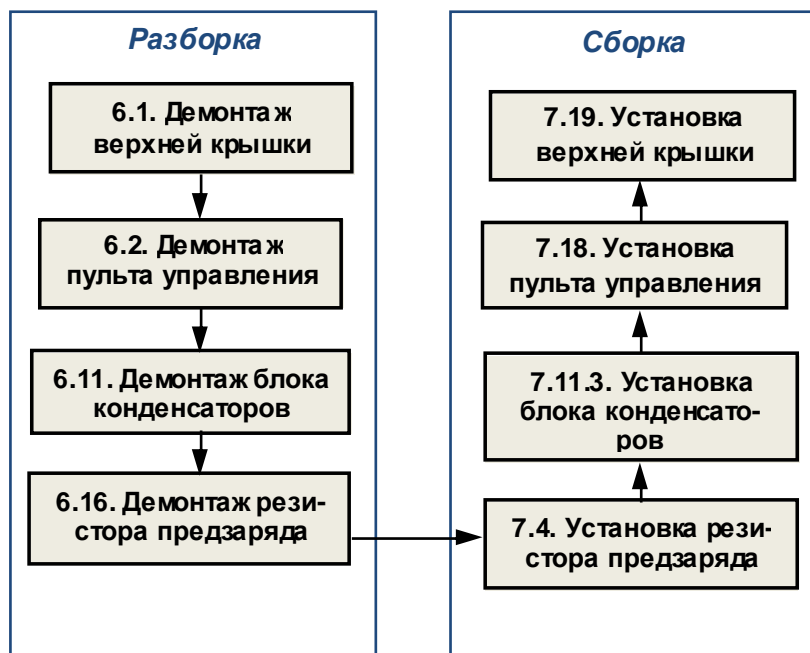 Разборка
6.1. Демонтаж
верхней крышки
6.2. Демонтаж
пульта управления
6.11. Демонтаж блока
конденсаторов
6.16. Демонтаж рези-
стора предзаряда
Сборка
7.19. Установка
верхней крышки
7.18. Установка
пульта управления
7.11.3. Установка
блока конденсато-
ров
7.4. Установка рези-
стора предзаряда